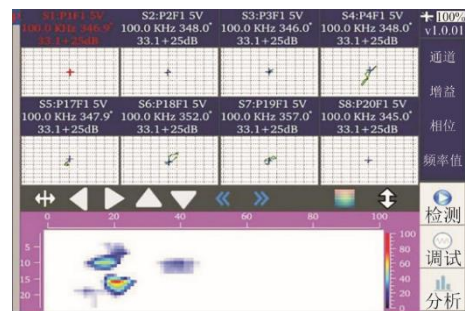 S1:P1F1 5V
100.0 KHz 346.9°
33.1+25dB
S2:P2F1 5V
100.0 KHz 348.0°
33.1+25dB
S3:P3F1 5V
100.0 KHz 346.0°
33.1+25dB
S4:P4F1 5V
100.0 KHz 348.0°
33.1+25dB
100%
v1.0.01
通道
增益
相位
频率值
S5:P17F1 5V
100.0 KHz 347.9°
33.1+25dB
S6:P18F1 5V
100.0 KHz 352.0°
33.1+25dB
S7:P19F1 5V
100.0 KHz 357.0°
33.1+25dB
S8:P20F1 5V
100.0 KHz 345.0°
33.1+25dB
检测
调试
分析
0 20 40 60 80 100
5
10
15
20
100
80
60
40
20
0